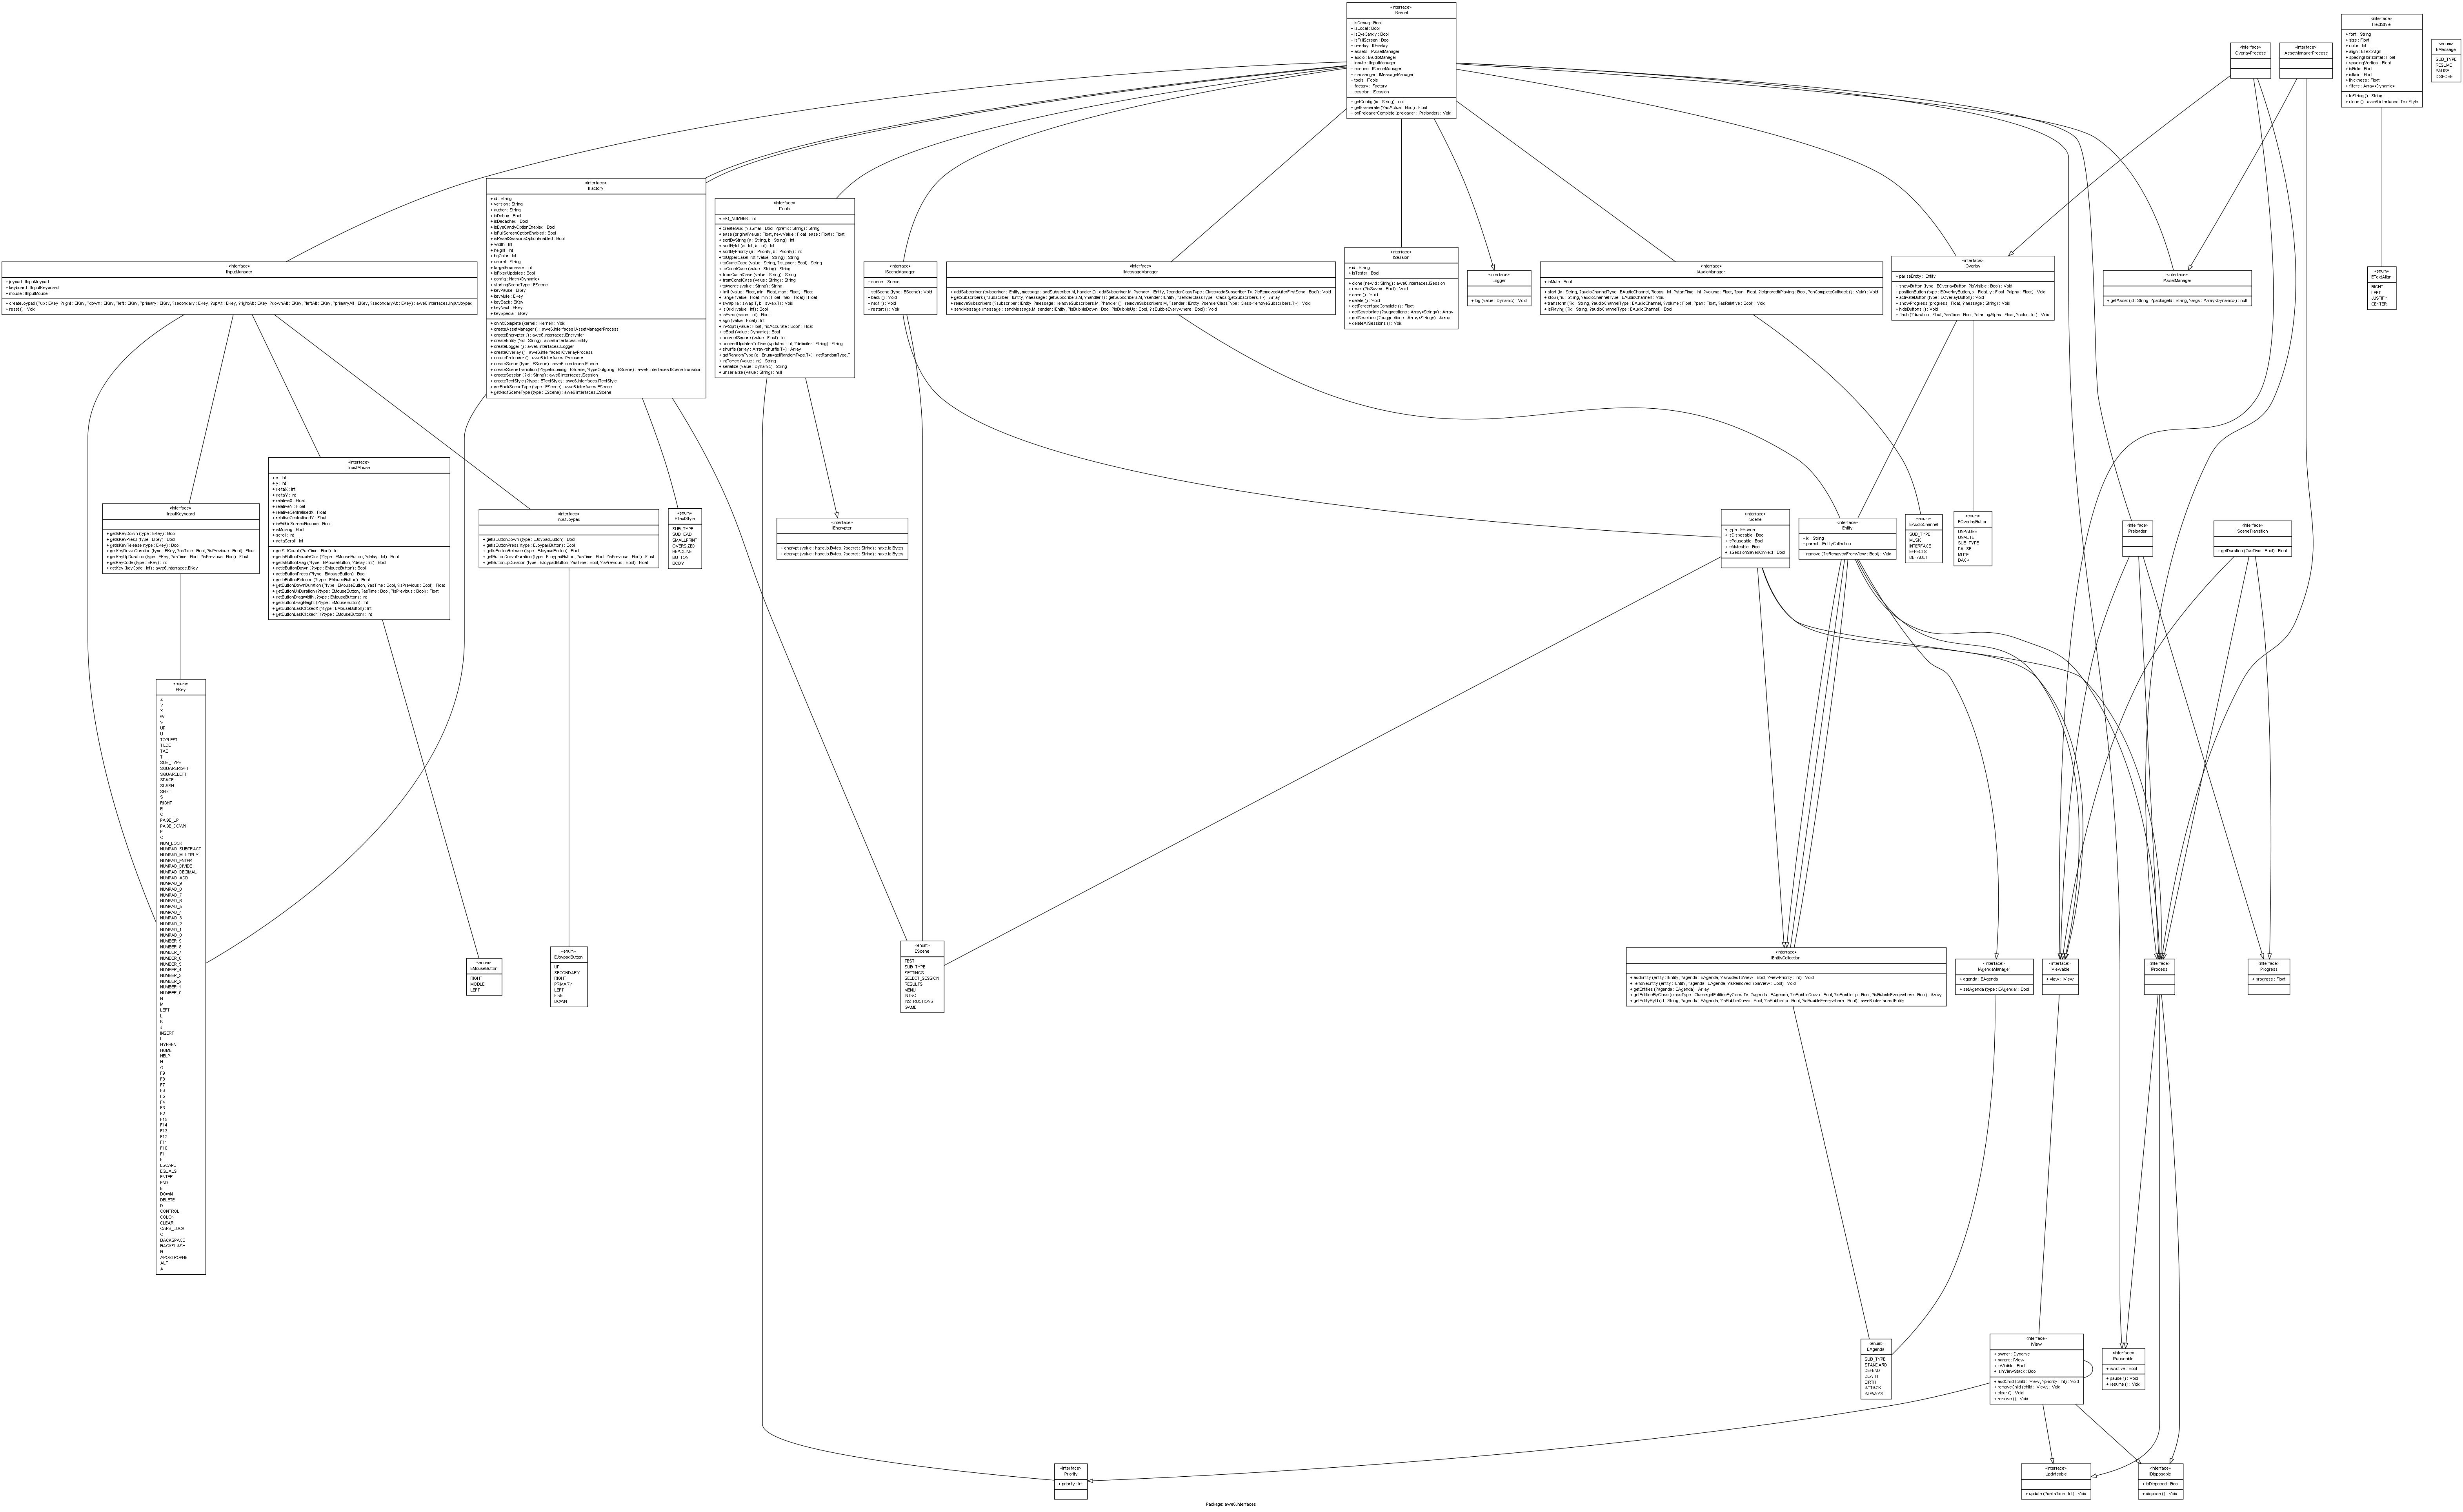 «interface»
IKernel
+ isDebug : Bool
+ isLocal : Bool
+ isEyeCandy : Bool
+ isFullScreen : Bool
+ overlay : IOverlay
+ assets : IAssetManager
+ audio : IAudioManager
+ inputs : IInputManager
+ scenes : ISceneManager
+ messenger : IMessageManager
+ tools : ITools
+ factory : IFactory
+ session : ISession
+ getConfig (id : String) : null
+ getFramerate (?asActual : Bool) : Float
+ onPreloaderComplete (preloader : IPreloader) : Void
«interface»
IOverlayProcess
«interface»
IAssetManagerProcess
«interface»
ITextStyle
+ font : String
+ size : Float
+ color : Int
+ align : ETextAlign
+ spacingHorizontal : Float
+ spacingVertical : Float
+ isBold : Bool
+ isItalic : Bool
+ thickness : Float
+ filters : Array<Dynamic>
+ toString () : String
+ clone () : awe6.interfaces.ITextStyle
«enum»
EMessage
SUB_TYPE
RESUME
PAUSE
DISPOSE
«interface»
IInputManager
+ joypad : IInputJoypad
+ keyboard : IInputKeyboard
+ mouse : IInputMouse
+ createJoypad (?up : EKey, ?right : EKey, ?down : EKey, ?left : EKey, ?primary : EKey, ?secondary : EKey, ?upAlt : EKey, ?rightAlt : EKey, ?downAlt : EKey, ?leftAlt : EKey, ?primaryAlt : EKey, ?secondaryAlt : EKey) : awe6.interfaces.IInputJoypad
+ reset () : Void
«interface»
IFactory
+ id : String
+ version : String
+ author : String
+ isDebug : Bool
+ isDecached : Bool
+ isEyeCandyOptionEnabled : Bool
+ isFullScreenOptionEnabled : Bool
+ isResetSessionsOptionEnabled : Bool
+ width : Int
+ height : Int
+ bgColor : Int
+ secret : String
+ targetFramerate : Int
+ isFixedUpdates : Bool
+ config : Hash<Dynamic>
+ startingSceneType : EScene
+ keyPause : EKey
+ keyMute : EKey
+ keyBack : EKey
+ keyNext : EKey
+ keySpecial : EKey
+ onInitComplete (kernel : IKernel) : Void
+ createAssetManager () : awe6.interfaces.IAssetManagerProcess
+ createEncrypter () : awe6.interfaces.IEncrypter
+ createEntity (?id : String) : awe6.interfaces.IEntity
+ createLogger () : awe6.interfaces.ILogger
+ createOverlay () : awe6.interfaces.IOverlayProcess
+ createPreloader () : awe6.interfaces.IPreloader
+ createScene (type : EScene) : awe6.interfaces.IScene
+ createSceneTransition (?typeIncoming : EScene, ?typeOutgoing : EScene) : awe6.interfaces.ISceneTransition
+ createSession (?id : String) : awe6.interfaces.ISession
+ createTextStyle (?type : ETextStyle) : awe6.interfaces.ITextStyle
+ getBackSceneType (type : EScene) : awe6.interfaces.EScene
+ getNextSceneType (type : EScene) : awe6.interfaces.EScene
«interface»
ITools
+ BIG_NUMBER : Int
+ createGuid (?isSmall : Bool, ?prefix : String) : String
+ ease (originalValue : Float, newValue : Float, ease : Float) : Float
+ sortByString (a : String, b : String) : Int
+ sortByInt (a : Int, b : Int) : Int
+ sortByPriority (a : IPriority, b : IPriority) : Int
+ toUpperCaseFirst (value : String) : String
+ toCamelCase (value : String, ?isUpper : Bool) : String
+ toConstCase (value : String) : String
+ fromCamelCase (value : String) : String
+ fromConstCase (value : String) : String
+ toWords (value : String) : String
+ limit (value : Float, min : Float, max : Float) : Float
+ range (value : Float, min : Float, max : Float) : Float
+ swap (a : swap.T, b : swap.T) : Void
+ isOdd (value : Int) : Bool
+ isEven (value : Int) : Bool
+ sgn (value : Float) : Int
+ invSqrt (value : Float, ?isAccurate : Bool) : Float
+ isBool (value : Dynamic) : Bool
+ nearestSquare (value : Float) : Int
+ convertUpdatesToTime (updates : Int, ?delimiter : String) : String
+ shuffle (array : Array<shuffle.T>) : Array
+ getRandomType (e : Enum<getRandomType.T>) : getRandomType.T
+ intToHex (value : Int) : String
+ serialize (value : Dynamic) : String
+ unserialize (value : String) : null
«interface»
ISceneManager
+ scene : IScene
+ setScene (type : EScene) : Void
+ back () : Void
+ next () : Void
+ restart () : Void
«interface»
IMessageManager
+ addSubscriber (subscriber : IEntity, message : addSubscriber.M, handler () : addSubscriber.M, ?sender : IEntity, ?senderClassType : Class<addSubscriber.T>, ?isRemovedAfterFirstSend : Bool) : Void
+ getSubscribers (?subscriber : IEntity, ?message : getSubscribers.M, ?handler () : getSubscribers.M, ?sender : IEntity, ?senderClassType : Class<getSubscribers.T>) : Array
+ removeSubscribers (?subscriber : IEntity, ?message : removeSubscribers.M, ?handler () : removeSubscribers.M, ?sender : IEntity, ?senderClassType : Class<removeSubscribers.T>) : Void
+ sendMessage (message : sendMessage.M, sender : IEntity, ?isBubbleDown : Bool, ?isBubbleUp : Bool, ?isBubbleEverywhere : Bool) : Void
«interface»
ISession
+ id : String
+ isTester : Bool
+ clone (newId : String) : awe6.interfaces.ISession
+ reset (?isSaved : Bool) : Void
+ save () : Void
+ delete () : Void
+ getPercentageComplete () : Float
+ getSessionIds (?suggestions : Array<String>) : Array
+ getSessions (?suggestions : Array<String>) : Array
+ deleteAllSessions () : Void
«interface»
ILogger
+ log (value : Dynamic) : Void
«interface»
IAudioManager
+ isMute : Bool
+ start (id : String, ?audioChannelType : EAudioChannel, ?loops : Int, ?startTime : Int, ?volume : Float, ?pan : Float, ?isIgnoredIfPlaying : Bool, ?onCompleteCallback () : Void) : Void
+ stop (?id : String, ?audioChannelType : EAudioChannel) : Void
+ transform (?id : String, ?audioChannelType : EAudioChannel, ?volume : Float, ?pan : Float, ?asRelative : Bool) : Void
+ isPlaying (?id : String, ?audioChannelType : EAudioChannel) : Bool
«interface»
IOverlay
+ pauseEntity : IEntity
+ showButton (type : EOverlayButton, ?isVisible : Bool) : Void
+ positionButton (type : EOverlayButton, x : Float, y : Float, ?alpha : Float) : Void
+ activateButton (type : EOverlayButton) : Void
+ showProgress (progress : Float, ?message : String) : Void
+ hideButtons () : Void
+ flash (?duration : Float, ?asTime : Bool, ?startingAlpha : Float, ?color : Int) : Void
«interface»
IAssetManager
+ getAsset (id : String, ?packageId : String, ?args : Array<Dynamic>) : null
«enum»
ETextAlign
RIGHT
LEFT
JUSTIFY
CENTER
«interface»
IInputKeyboard
+ getIsKeyDown (type : EKey) : Bool
+ getIsKeyPress (type : EKey) : Bool
+ getIsKeyRelease (type : EKey) : Bool
+ getKeyDownDuration (type : EKey, ?asTime : Bool, ?isPrevious : Bool) : Float
+ getKeyUpDuration (type : EKey, ?asTime : Bool, ?isPrevious : Bool) : Float
+ getKeyCode (type : EKey) : Int
+ getKey (keyCode : Int) : awe6.interfaces.EKey
«interface»
IInputMouse
+ x : Int
+ y : Int
+ deltaX : Int
+ deltaY : Int
+ relativeX : Float
+ relativeY : Float
+ relativeCentralisedX : Float
+ relativeCentralisedY : Float
+ isWithinScreenBounds : Bool
+ isMoving : Bool
+ scroll : Int
+ deltaScroll : Int
+ getStillCount (?asTime : Bool) : Int
+ getIsButtonDoubleClick (?type : EMouseButton, ?delay : Int) : Bool
+ getIsButtonDrag (?type : EMouseButton, ?delay : Int) : Bool
+ getIsButtonDown (?type : EMouseButton) : Bool
+ getIsButtonPress (?type : EMouseButton) : Bool
+ getIsButtonRelease (?type : EMouseButton) : Bool
+ getButtonDownDuration (?type : EMouseButton, ?asTime : Bool, ?isPrevious : Bool) : Float
+ getButtonUpDuration (?type : EMouseButton, ?asTime : Bool, ?isPrevious : Bool) : Float
+ getButtonDragWidth (?type : EMouseButton) : Int
+ getButtonDragHeight (?type : EMouseButton) : Int
+ getButtonLastClickedX (?type : EMouseButton) : Int
+ getButtonLastClickedY (?type : EMouseButton) : Int
«interface»
IInputJoypad
+ getIsButtonDown (type : EJoypadButton) : Bool
+ getIsButtonPress (type : EJoypadButton) : Bool
+ getIsButtonRelease (type : EJoypadButton) : Bool
+ getButtonDownDuration (type : EJoypadButton, ?asTime : Bool, ?isPrevious : Bool) : Float
+ getButtonUpDuration (type : EJoypadButton, ?asTime : Bool, ?isPrevious : Bool) : Float
«enum»
ETextStyle
SUB_TYPE
SUBHEAD
SMALLPRINT
OVERSIZED
HEADLINE
BUTTON
BODY
«interface»
IEncrypter
+ encrypt (value : haxe.io.Bytes, ?secret : String) : haxe.io.Bytes
+ decrypt (value : haxe.io.Bytes, ?secret : String) : haxe.io.Bytes
«interface»
IScene
+ type : EScene
+ isDisposable : Bool
+ isPauseable : Bool
+ isMuteable : Bool
+ isSessionSavedOnNext : Bool
«interface»
IEntity
+ id : String
+ parent : IEntityCollection
+ remove (?isRemovedFromView : Bool) : Void
«enum»
EAudioChannel
SUB_TYPE
MUSIC
INTERFACE
EFFECTS
DEFAULT
«enum»
EOverlayButton
UNPAUSE
UNMUTE
SUB_TYPE
PAUSE
MUTE
BACK
«interface»
IPreloader
«interface»
ISceneTransition
+ getDuration (?asTime : Bool) : Float
«enum»
EKey
Z
Y
X
W
V
UP
U
TOPLEFT
TILDE
TAB
T
SUB_TYPE
SQUARERIGHT
SQUARELEFT
SPACE
SLASH
SHIFT
S
RIGHT
R
Q
PAGE_UP
PAGE_DOWN
P
O
NUM_LOCK
NUMPAD_SUBTRACT
NUMPAD_MULTIPLY
NUMPAD_ENTER
NUMPAD_DIVIDE
NUMPAD_DECIMAL
NUMPAD_ADD
NUMPAD_9
NUMPAD_8
NUMPAD_7
NUMPAD_6
NUMPAD_5
NUMPAD_4
NUMPAD_3
NUMPAD_2
NUMPAD_1
NUMPAD_0
NUMBER_9
NUMBER_8
NUMBER_7
NUMBER_6
NUMBER_5
NUMBER_4
NUMBER_3
NUMBER_2
NUMBER_1
NUMBER_0
N
M
LEFT
L
K
J
INSERT
I
HYPHEN
HOME
HELP
H
G
F9
F8
F7
F6
F5
F4
F3
F2
F15
F14
F13
F12
F11
F10
F1
F
ESCAPE
EQUALS
ENTER
END
E
DOWN
DELETE
D
CONTROL
COLON
CLEAR
CAPS_LOCK
C
BACKSPACE
BACKSLASH
B
APOSTROPHE
ALT
A
«enum»
EMouseButton
RIGHT
MIDDLE
LEFT
«enum»
EJoypadButton
UP
SECONDARY
RIGHT
PRIMARY
LEFT
FIRE
DOWN
«enum»
EScene
TEST
SUB_TYPE
SETTINGS
SELECT_SESSION
RESULTS
MENU
INTRO
INSTRUCTIONS
GAME
«interface»
IEntityCollection
+ addEntity (entity : IEntity, ?agenda : EAgenda, ?isAddedToView : Bool, ?viewPriority : Int) : Void
+ removeEntity (entity : IEntity, ?agenda : EAgenda, ?isRemovedFromView : Bool) : Void
+ getEntities (?agenda : EAgenda) : Array
+ getEntitiesByClass (classType : Class<getEntitiesByClass.T>, ?agenda : EAgenda, ?isBubbleDown : Bool, ?isBubbleUp : Bool, ?isBubbleEverywhere : Bool) : Array
+ getEntityById (id : String, ?agenda : EAgenda, ?isBubbleDown : Bool, ?isBubbleUp : Bool, ?isBubbleEverywhere : Bool) : awe6.interfaces.IEntity
«interface»
IAgendaManager
+ agenda : EAgenda
+ setAgenda (type : EAgenda) : Bool
«interface»
IViewable
+ view : IView
«interface»
IProcess
«interface»
IProgress
+ progress : Float
«enum»
EAgenda
SUB_TYPE
STANDARD
DEFEND
DEATH
BIRTH
ATTACK
ALWAYS
«interface»
IView
+ owner : Dynamic
+ parent : IView
+ isVisible : Bool
+ isInViewStack : Bool
+ addChild (child : IView, ?priority : Int) : Void
+ removeChild (child : IView) : Void
+ clear () : Void
+ remove () : Void
«interface»
IPauseable
+ isActive : Bool
+ pause () : Void
+ resume () : Void
«interface»
IPriority
+ priority : Int
«interface»
IUpdateable
+ update (?deltaTime : Int) : Void
«interface»
IDisposable
+ isDisposed : Bool
+ dispose () : Void
Package: awe6.interfaces